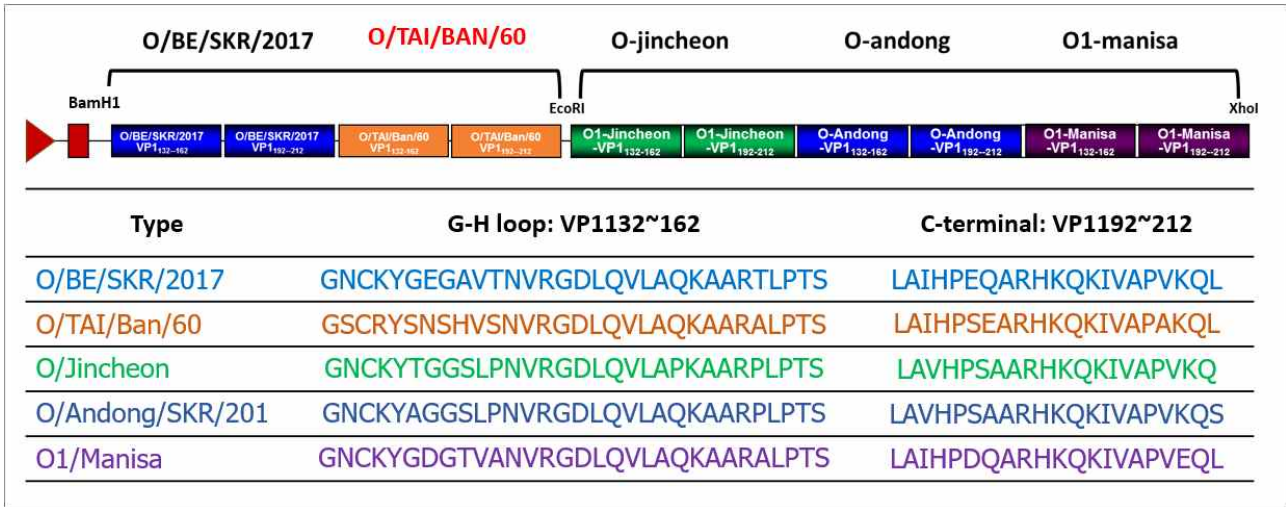 O/BE/SKR/2017 O/TAI/BAN/60 O-jincheon O-andong O1-manisa
BamH1 EcoRI XhoI
O/BE/SKR/2017 O/BE/SKR/2017 O/TAI/Ban/60 O/TAI/Ban/60 O1-Jincheon O1-Jincheon O-Andong O-Andong O1-Manisa O1-Manisa
VP1132--162 VP1192--212 VP1132-162 VP1192--212 -VP1132-162 -VP1192-212 -VP1132-162 -VP1192--212 -VP1132-162 -VP1192--212
Type G-H loop: VP1132~162 C-terminal: VP1192~212
O/BE/SKR/2017 GNCKYGEGAVTNVRGDLQVLAQKAARTLPTS LAIHPEQARHKQKIVAPVKQL
O/TAI/Ban/60 GSCRYSNSHVSNVRGDLQVLAQKAARALPTS LAIHPSEARHKQKIVAPAKQL
O/Jincheon GNCKYTGGSLPNVRGDLQVLAPKAARPLPTS LAVHPSAARHKQKIVAPVKQ
O/Andong/SKR/201 GNCKYAGGSLPNVRGDLQVLAQKAARPLPTS LAVHPSAARHKQKIVAPVKQS
O1/Manisa GNCKYGDGTVANVRGDLQVLAQKAARALPTS LAIHPDQARHKQKIVAPVEQL